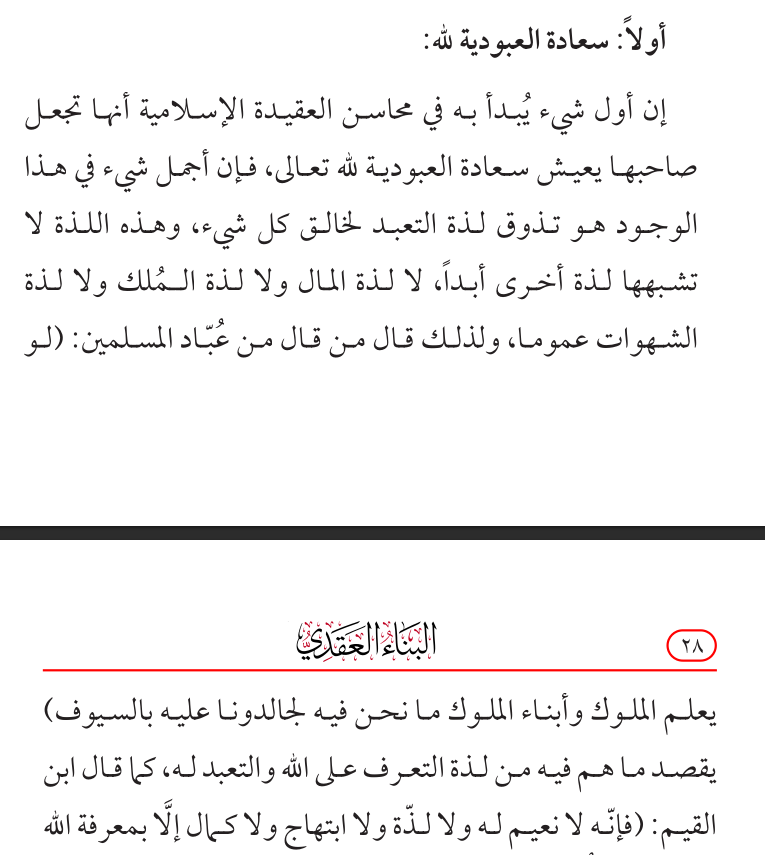 أولاً: سعادة العبودية لله:
إن أول شيء يُبدأ به في محاسن العقيدة الإسلامية أنها تجعل
صاحبها يعيش سعادة العبودية لله تعالى، فإن أجمل شيء في هذا
الوجود هو تذوق لذة التعبد لخالق كل شيء، وهذه اللذة لا
تشبهها لذة أخرى أبداً، لا لذة المال ولا لذة المُلك ولا لذة
الشهوات عموما، ولذلك قال من قال من عُبّاد المسلمين: (لو
٢٨
البِنَاءُ العَقَدِيُّ
يعلم الملوك وأبناء الملوك ما نحن فيه لجالدونا عليه بالسيوف)
يقصد ما هم فيه من لذة التعرف على الله والتعبد له، كما قال ابن
القيم: (فإنّه لا نعيم له ولا لذّة ولا ابتهاج ولا كمال إلَّا بمعرفة الله